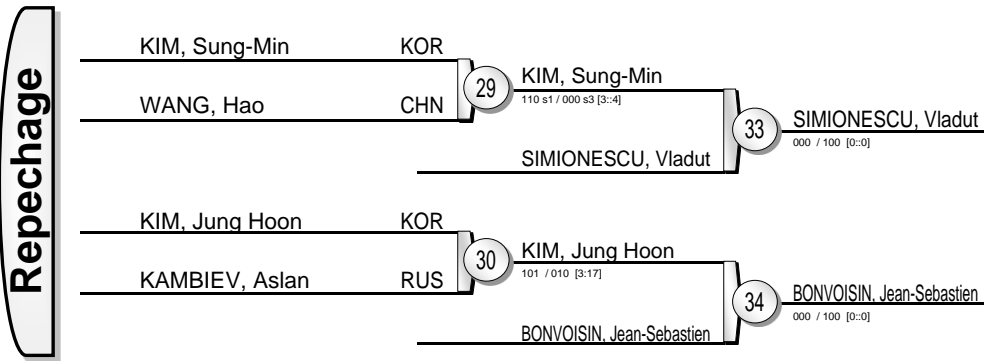 Repechage
KIM, Sung-Min KOR
WANG, Hao CHN
29
KIM, Sung-Min
110 s1 / 000 s3 [3::4]
SIMIONESCU, Vladut
33
SIMIONESCU, Vladut
000 / 100 [0::0]
KIM, Jung Hoon KOR
KAMBIEV, Aslan RUS
30
KIM, Jung Hoon
101 / 010 [3:17]
BONVOISIN, Jean-Sebastien
34
BONVOISIN, Jean-Sebastien
000 / 100 [0::0]